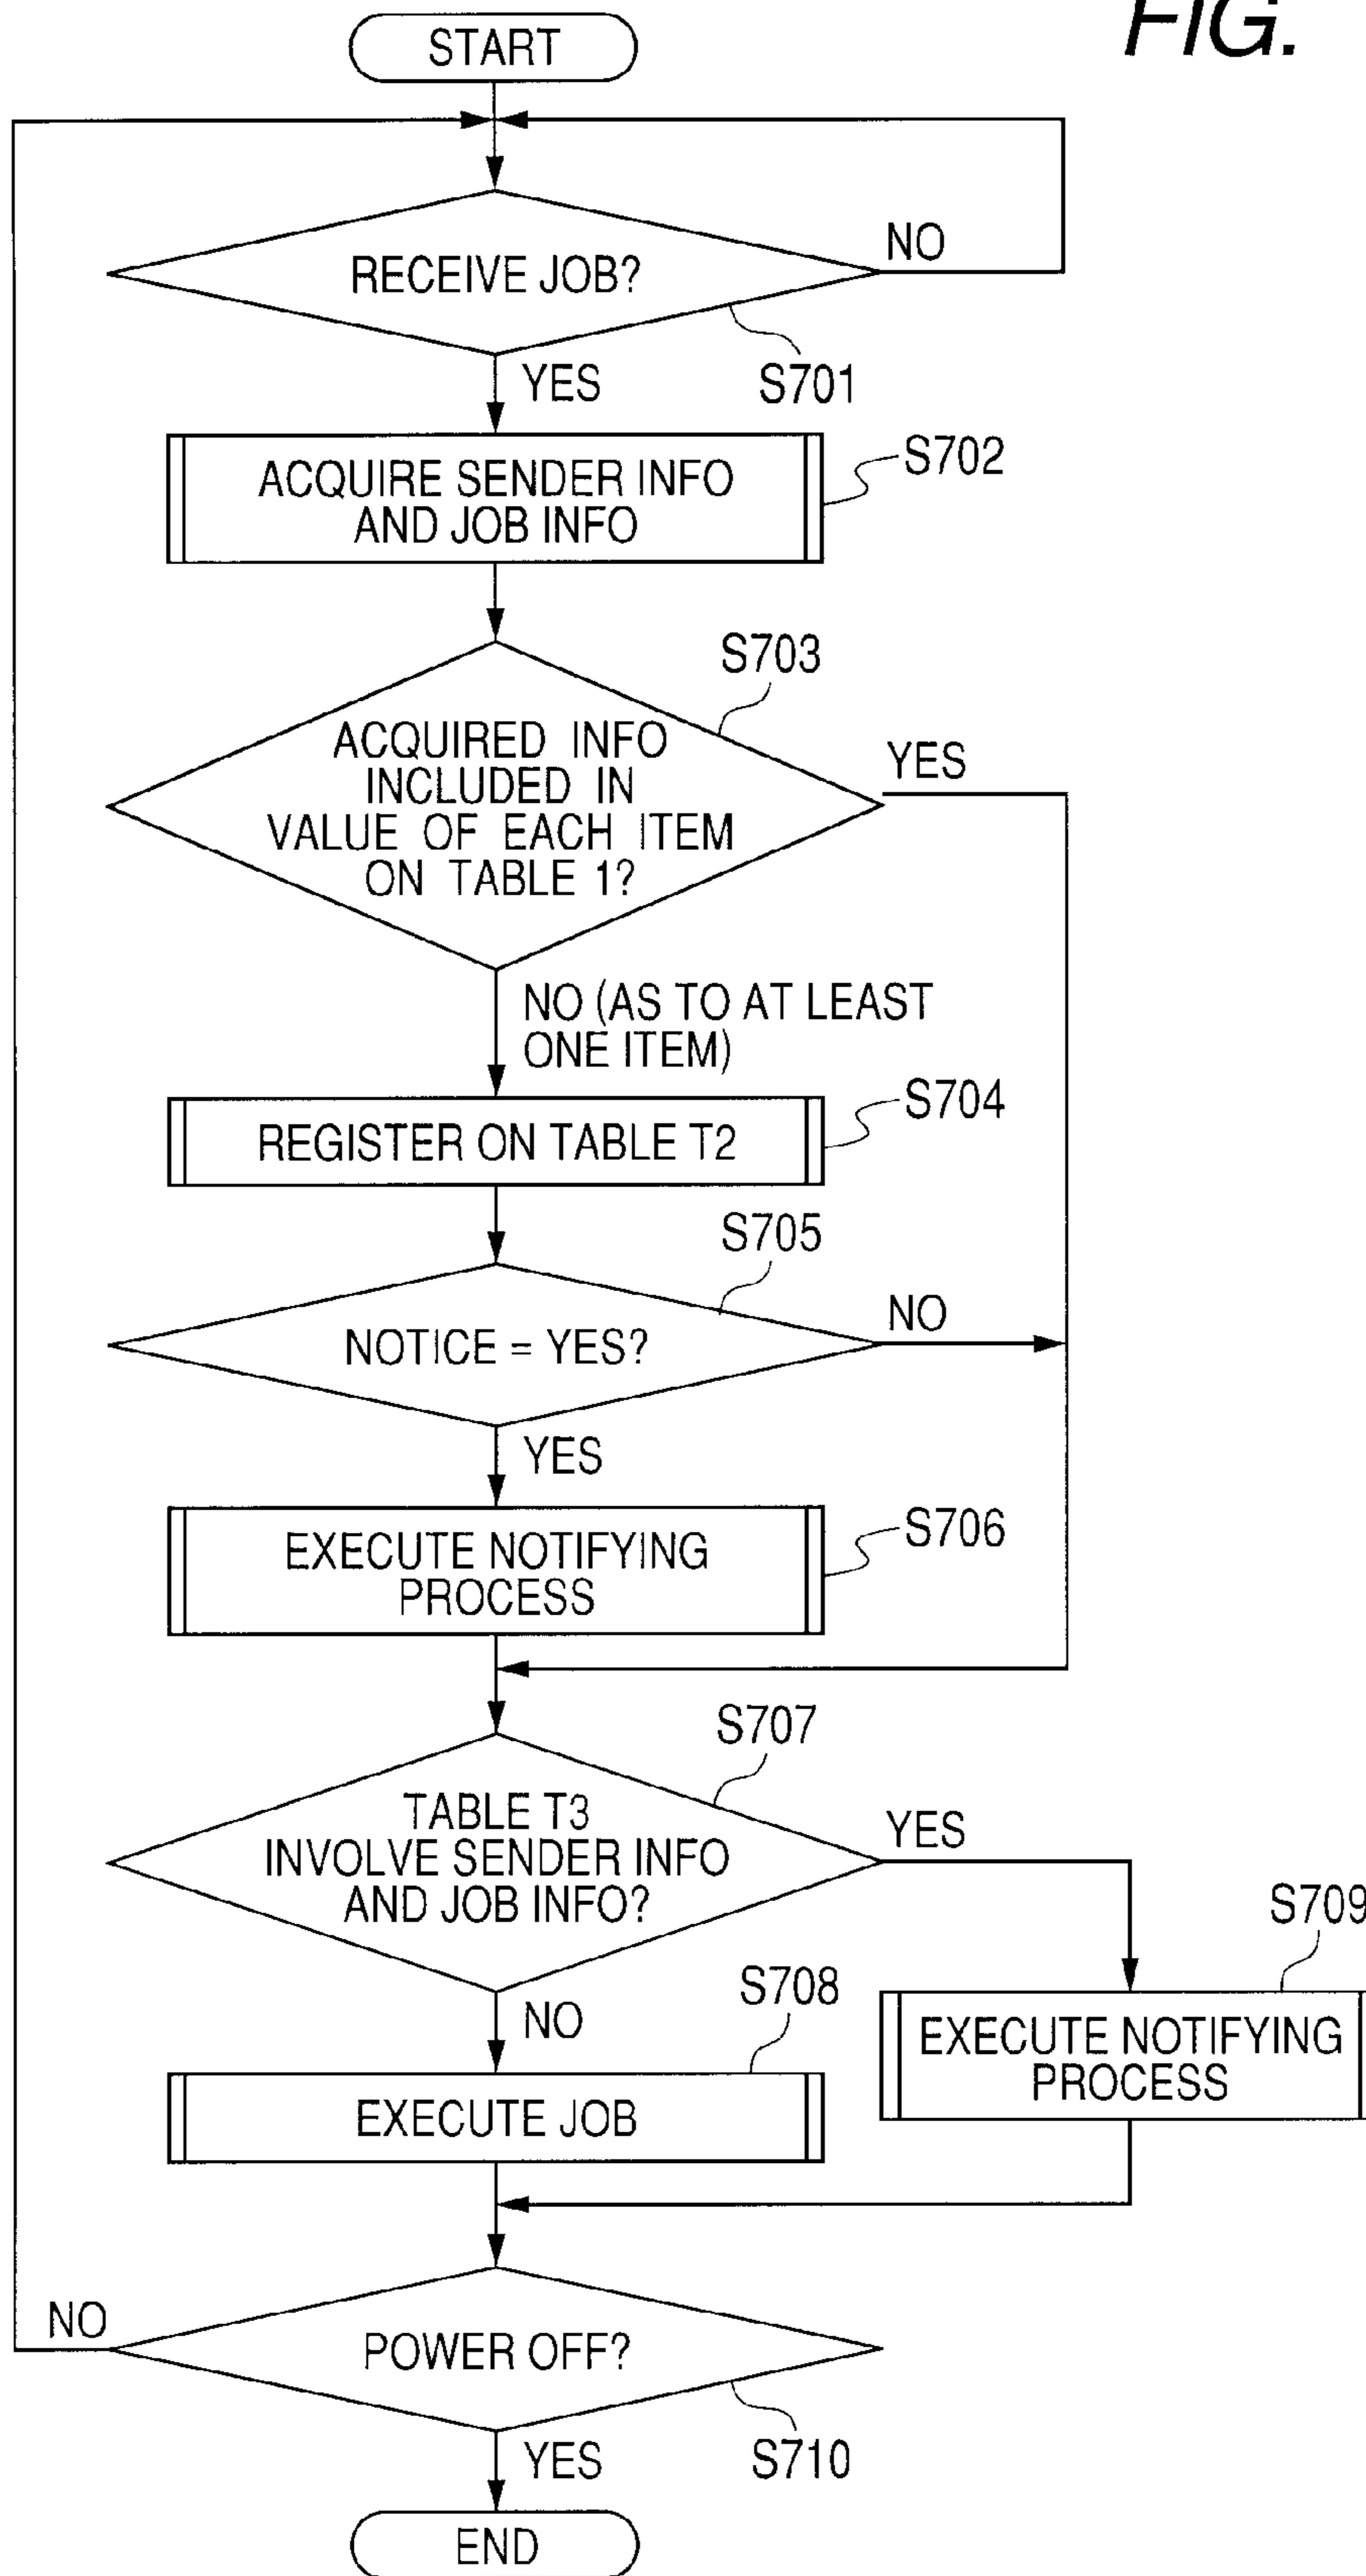 FIG.
START
RECEIVE JOB?
NO
S701
YES
ACQUIRE SENDER INFO
AND JOB INFO
S702
S703
ACQUIRED INFO
INCLUDED IN
VALUE OF EACH ITEM
ON TABLE 1?
YES
NO (AS TO AT LEAST
ONE ITEM)
S704
REGISTER ON TABLE T2
S705
NOTICE = YES?
NO
YES
EXECUTE NOTIFYING
PROCESS
S706
S707
TABLE T3
INVOLVE SENDER INFO
AND JOB INFO?
YES
S709
NO
S708
EXECUTE NOTIFYING
PROCESS
EXECUTE JOB
NO
POWER OFF?
YES
S710
END